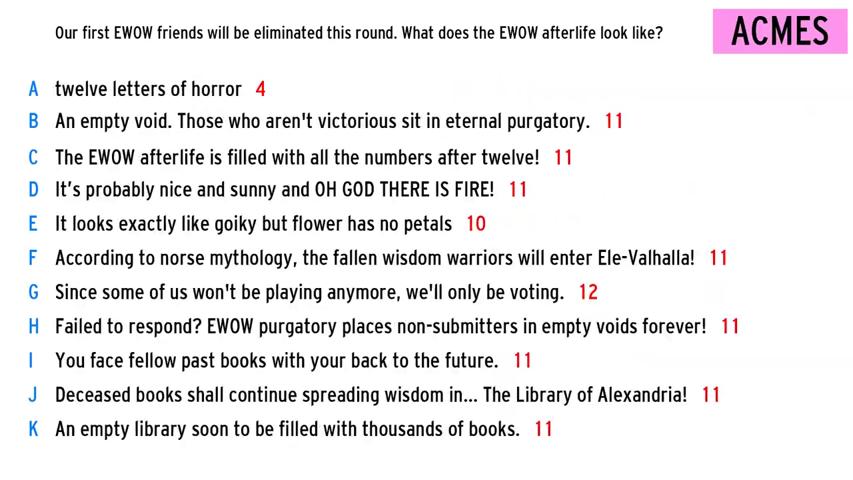 Our first EWOW friends will be eliminated this round. What does the EWOW afterlife look like?
ACMES
A twelve letters of horror 4
B An empty void. Those who aren't victorious sit in eternal purgatory. 11
C The EWOW afterlife is filled with all the numbers after twelve! 11
D It's probably nice and sunny and OH GOD THERE IS FIRE! 11
E It looks exactly like goiky but flower has no petals 10
F According to norse mythology, the fallen wisdom warriors will enter Ele-Valhalla! 11
G Since some of us won't be playing anymore, we'll only be voting. 12
H Failed to respond? EWOW purgatory places non-submitters in empty voids forever! 11
I You face fellow past books with your back to the future. 11
J Deceased books shall continue spreading wisdom in... The Library of Alexandria! 11
K An empty library soon to be filled with thousands of books. 11